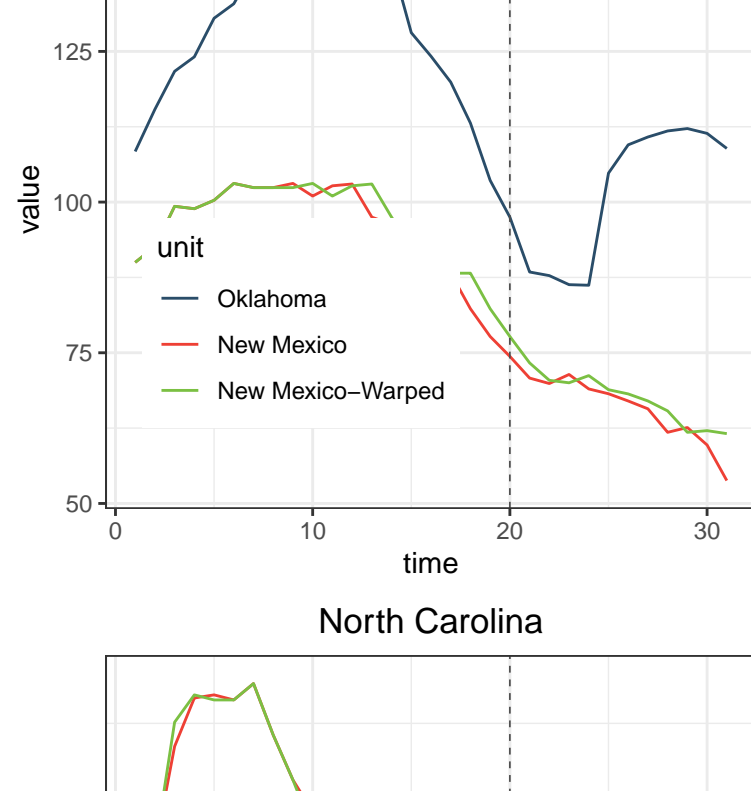 125
100
75
50
value
unit
Oklahoma
New Mexico
New Mexico−Warped
0 10 20 30
time
North Carolina